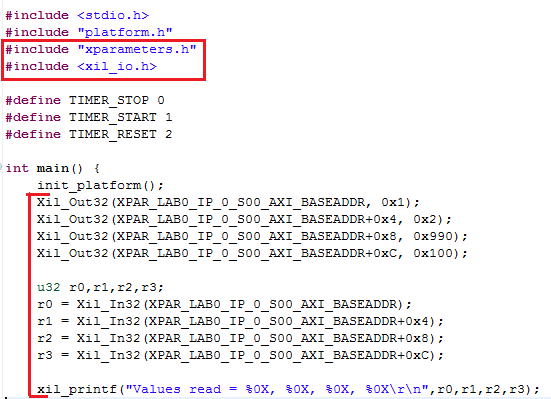 #include <stdio.h>
#include "platform.h"
#include "xparameters.h"
#include <xil_io.h>
#define TIMER_STOP 0
#define TIMER_START 1
#define TIMER_RESET 2
int main() {
init_platform();
Xil_Out32(XPAR_LAB0_IP_0_S00_AXI_BASEADDR, 0x1);
Xil_Out32(XPAR_LAB0_IP_0_S00_AXI_BASEADDR+0x4, 0x2);
Xil_Out32(XPAR_LAB0_IP_0_S00_AXI_BASEADDR+0x8, 0x990);
Xil_Out32(XPAR_LAB0_IP_0_S00_AXI_BASEADDR+0xC, 0x100);
u32 r0,r1,r2,r3;
r0 = Xil_In32(XPAR_LAB0_IP_0_S00_AXI_BASEADDR);
r1 = Xil_In32(XPAR_LAB0_IP_0_S00_AXI_BASEADDR+0x4);
r2 = Xil_In32(XPAR_LAB0_IP_0_S00_AXI_BASEADDR+0x8);
r3 = Xil_In32(XPAR_LAB0_IP_0_S00_AXI_BASEADDR+0xC);
xil_printf("Values read = %0X, %0X, %0X, %0X\r\n",r0,r1,r2,r3);